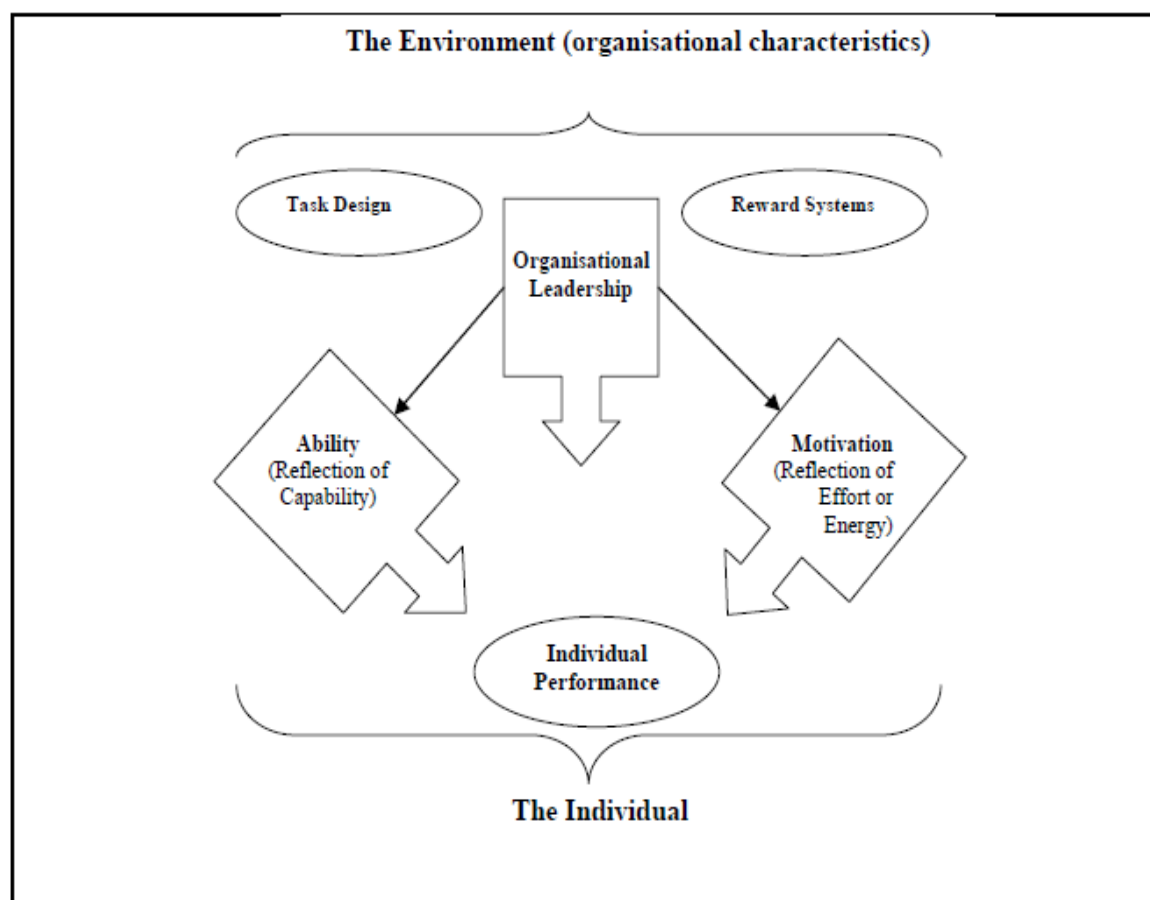 The Environment (organisational characteristics)
Task Design
Reward Systems
Organisational
Leadership
Ability
(Reflection of
Capability)
Motivation
(Reflection of
Effort or
Energy)
Individual
Performance
The Individual